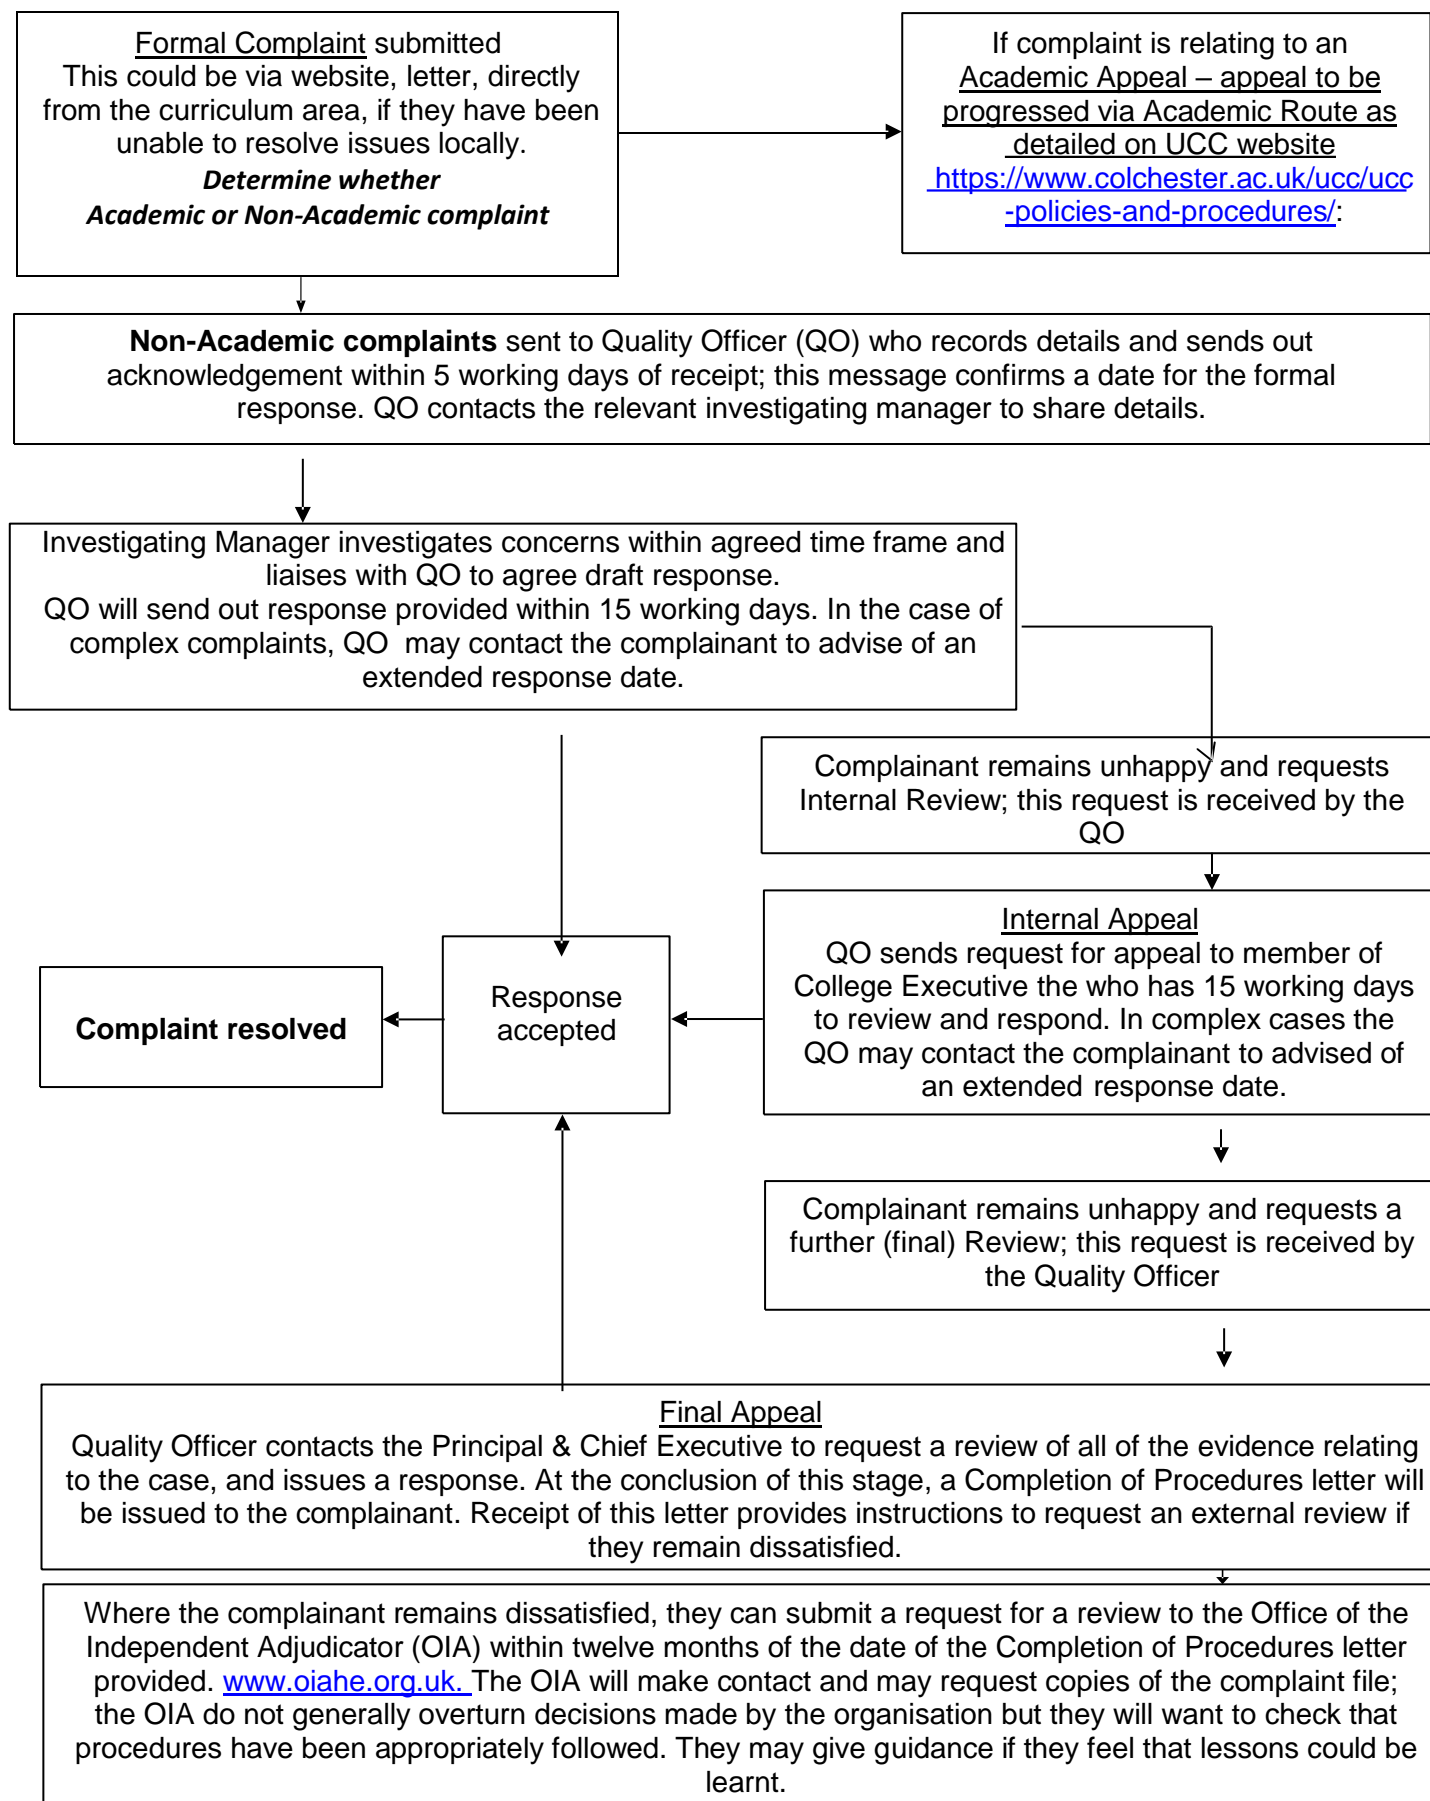 Formal Complaint submitted
This could be via website, letter, directly
from the curriculum area, if they have been
unable to resolve issues locally.
Determine whether
Academic or Non-Academic complaint
If complaint is relating to an
Academic Appeal – appeal to be
progressed via Academic Route as
detailed on UCC website
https://www.colchester.ac.uk/ucc/ucc
-policies-and-procedures/:
Non-Academic complaints sent to Quality Officer (QO) who records details and sends out
acknowledgement within 5 working days of receipt; this message confirms a date for the formal
response. QO contacts the relevant investigating manager to share details.
Investigating Manager investigates concerns within agreed time frame and
liaises with QO to agree draft response.
QO will send out response provided within 15 working days. In the case of
complex complaints, QO may contact the complainant to advise of an
extended response date.
Complainant remains unhappy and requests
Internal Review; this request is received by the
QO
Internal Appeal
QO sends request for appeal to member of
College Executive the who has 15 working days
to review and respond. In complex cases the
QO may contact the complainant to advised of
an extended response date.
Response
accepted
Complaint resolved
Complainant remains unhappy and requests a
further (final) Review; this request is received by
the Quality Officer
Final Appeal
Quality Officer contacts the Principal & Chief Executive to request a review of all of the evidence relating
to the case, and issues a response. At the conclusion of this stage, a Completion of Procedures letter will
be issued to the complainant. Receipt of this letter provides instructions to request an external review if
they remain dissatisfied.
Where the complainant remains dissatisfied, they can submit a request for a review to the Office of the
Independent Adjudicator (OIA) within twelve months of the date of the Completion of Procedures letter
provided. www.oiahe.org.uk. The OIA will make contact and may request copies of the complaint file;
the OIA do not generally overturn decisions made by the organisation but they will want to check that
procedures have been appropriately followed. They may give guidance if they feel that lessons could be
learnt.